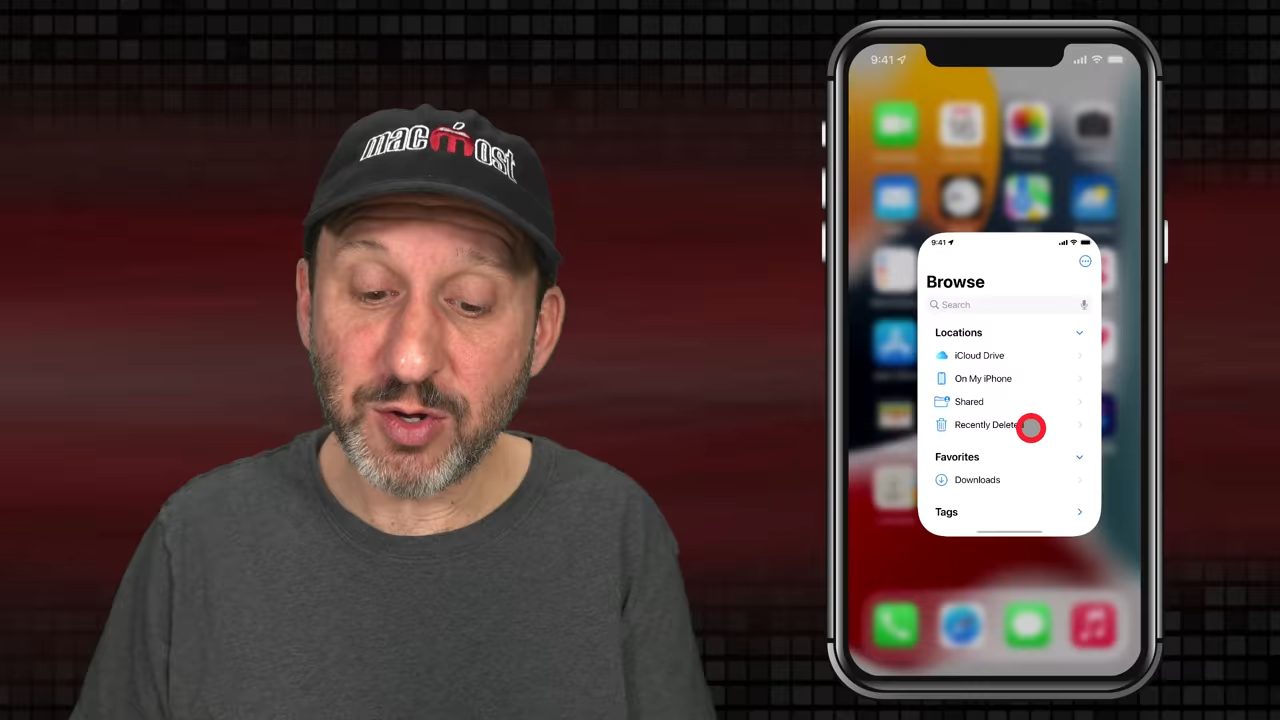 macmost
9:41
9:41
Browse
Search
Locations
iCloud Drive
On My iPhone
Shared
Recently Delete
Favorites
Downloads
Tags